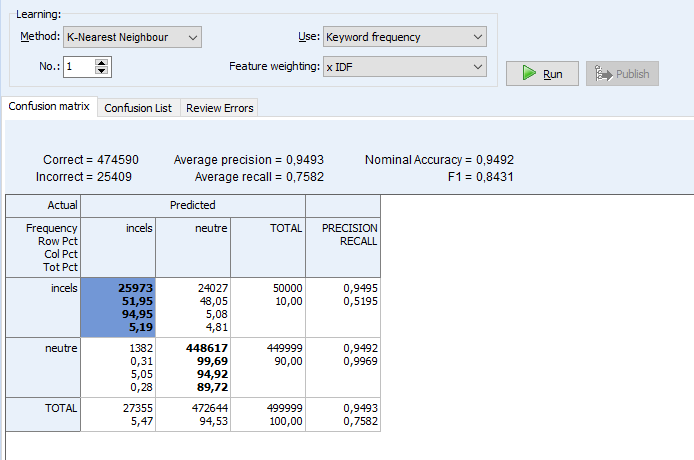 Learning:
Method: K-Nearest Neighbour Use: Keyword frequency
No.: 1 Feature weighting: x IDF Run Publish
Confusion matrix Confusion List Review Errors
Correct = 474590 Average precision = 0,9493 Nominal Accuracy = 0,9492
Incorrect = 25409 Average recall = 0,7582 F1 = 0,8431
Actual Predicted
Frequency incels neutre TOTAL PRECISION
Row Pct RECALL
Col Pct
Tot Pct
incels 25973 24027 50000 0,9495
51,95 48,05 10,00 0,5195
94,95 5,08
5,19 4,81
neutre 1382 448617 449999 0,9492
0,31 99,69 90,00 0,9969
5,05 94,92
0,28 89,72
TOTAL 27355 472644 499999 0,9493
5,47 94,53 100,00 0,7582